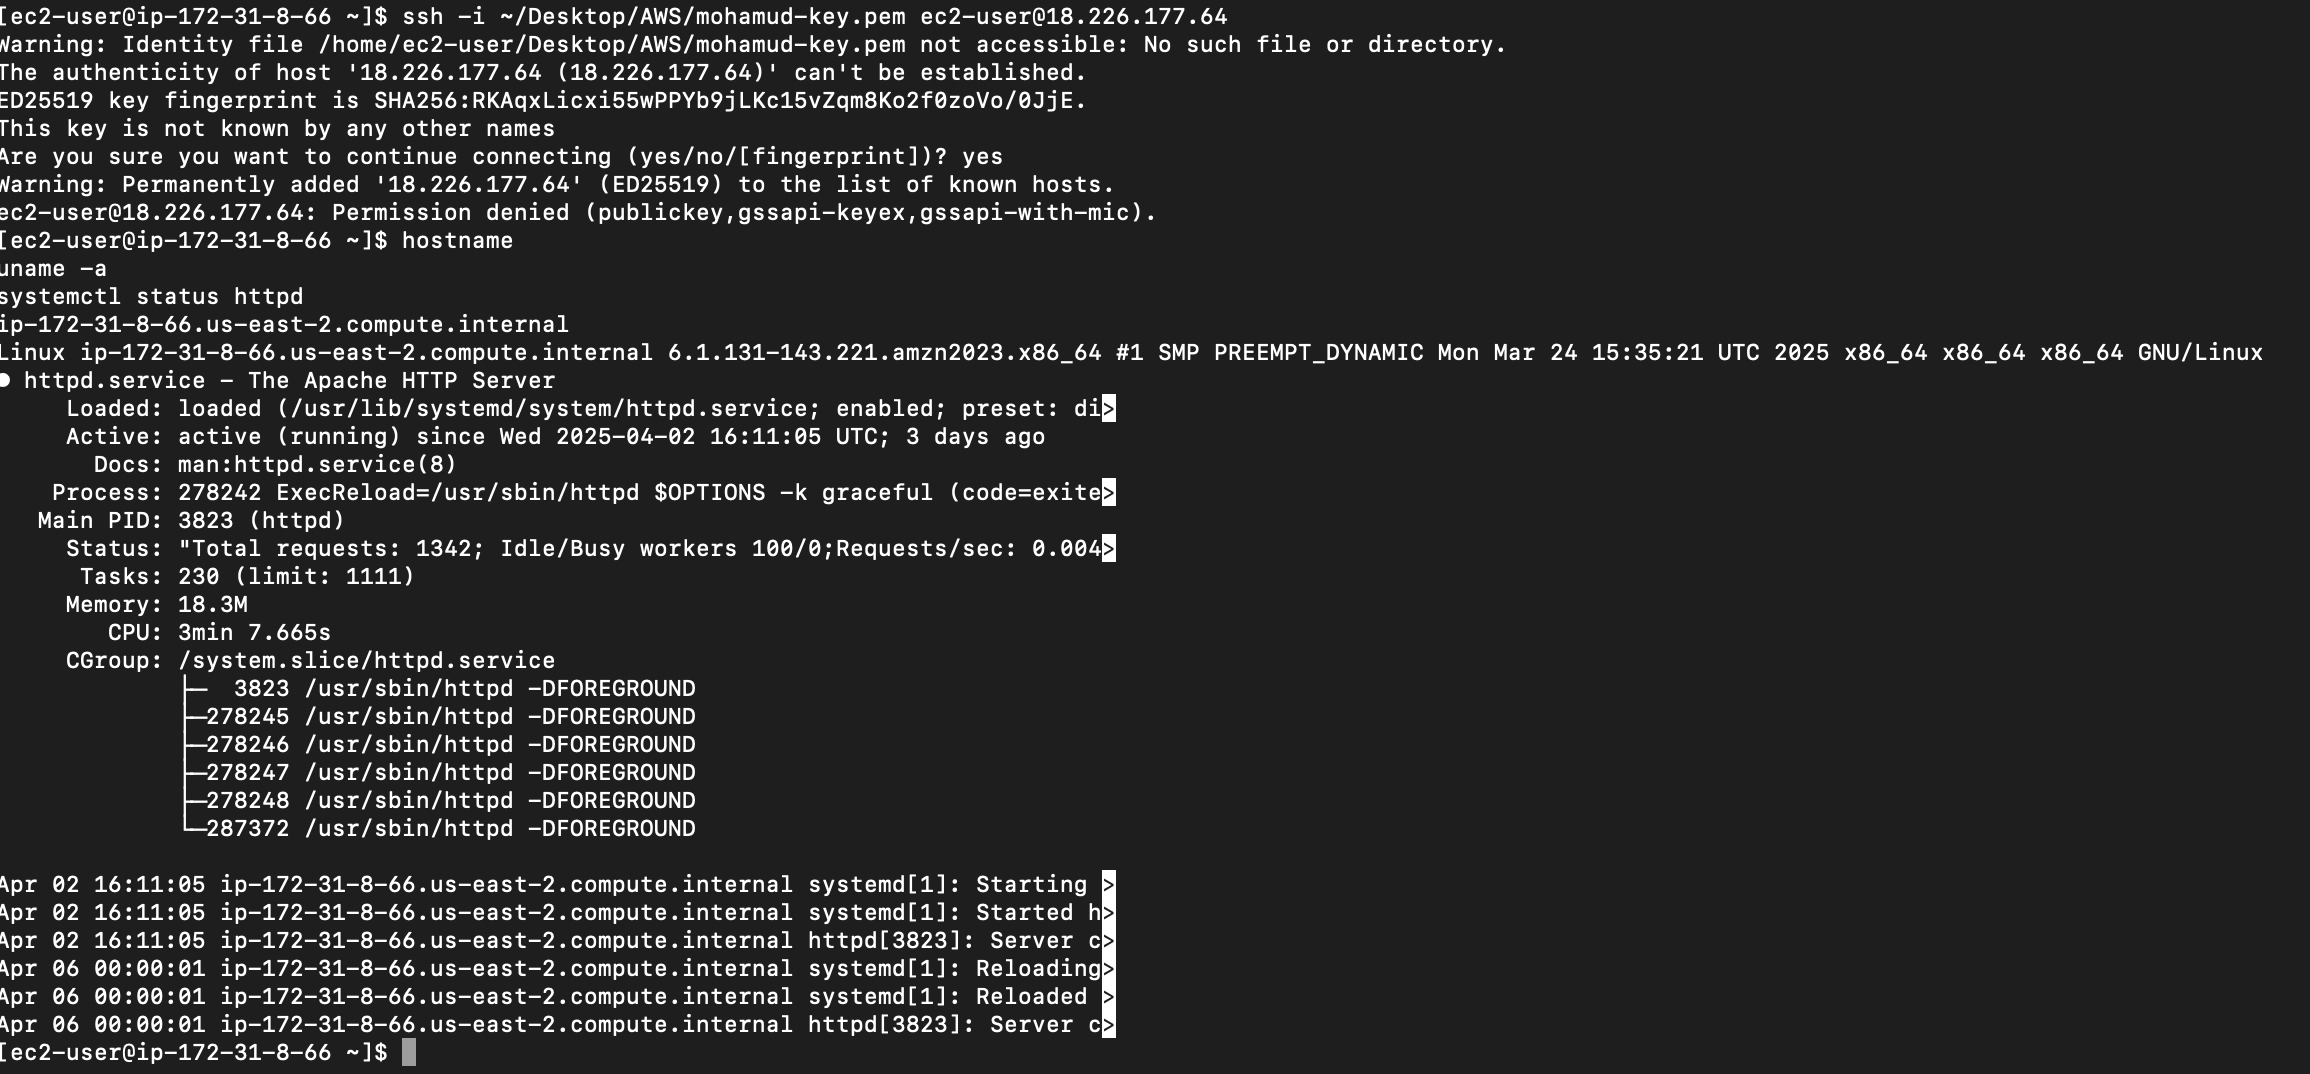 [ec2-user@ip-172-31-8-66 ~]$ ssh -i ~/Desktop/AWS/mohamud-key.pem ec2-user@18.226.177.64
Warning: Identity file /home/ec2-user/Desktop/AWS/mohamud-key.pem not accessible: No such file or directory.
The authenticity of host '18.226.177.64 (18.226.177.64)' can't be established.
ED25519 key fingerprint is SHA256:RKAqxLicxi55wPPYb9jLKc15vZqm8Ko2f0zoVo/0JjE.
This key is not known by any other names
Are you sure you want to continue connecting (yes/no/[fingerprint])? yes
Warning: Permanently added '18.226.177.64' (ED25519) to the list of known hosts.
ec2-user@18.226.177.64: Permission denied (publickey,gssapi-keyex,gssapi-with-mic).
[ec2-user@ip-172-31-8-66 ~]$ hostname
uname -a
systemctl status httpd
ip-172-31-8-66.us-east-2.compute.internal
Linux ip-172-31-8-66.us-east-2.compute.internal 6.1.131-143.221.amzn2023.x86_64 #1 SMP PREEMPT_DYNAMIC Mon Mar 24 15:35:21 UTC 2025 x86_64 x86_64 x86_64 GNU/Linux
● httpd.service - The Apache HTTP Server
Loaded: loaded (/usr/lib/systemd/system/httpd.service; enabled; preset: di>
Active: active (running) since Wed 2025-04-02 16:11:05 UTC; 3 days ago
Docs: man:httpd.service(8)
Process: 278242 ExecReload=/usr/sbin/httpd $OPTIONS -k graceful (code=exite>
Main PID: 3823 (httpd)
Status: "Total requests: 1342; Idle/Busy workers 100/0;Requests/sec: 0.004>
Tasks: 230 (limit: 1111)
Memory: 18.3M
CPU: 3min 7.665s
CGroup: /system.slice/httpd.service
├─  3823 /usr/sbin/httpd -DFOREGROUND
├─278245 /usr/sbin/httpd -DFOREGROUND
├─278246 /usr/sbin/httpd -DFOREGROUND
├─278247 /usr/sbin/httpd -DFOREGROUND
├─278248 /usr/sbin/httpd -DFOREGROUND
└─287372 /usr/sbin/httpd -DFOREGROUND
Apr 02 16:11:05 ip-172-31-8-66.us-east-2.compute.internal systemd[1]: Starting >
Apr 02 16:11:05 ip-172-31-8-66.us-east-2.compute.internal systemd[1]: Started h>
Apr 02 16:11:05 ip-172-31-8-66.us-east-2.compute.internal httpd[3823]: Server c>
Apr 06 00:00:01 ip-172-31-8-66.us-east-2.compute.internal systemd[1]: Reloading>
Apr 06 00:00:01 ip-172-31-8-66.us-east-2.compute.internal systemd[1]: Reloaded >
Apr 06 00:00:01 ip-172-31-8-66.us-east-2.compute.internal httpd[3823]: Server c>
[ec2-user@ip-172-31-8-66 ~]$